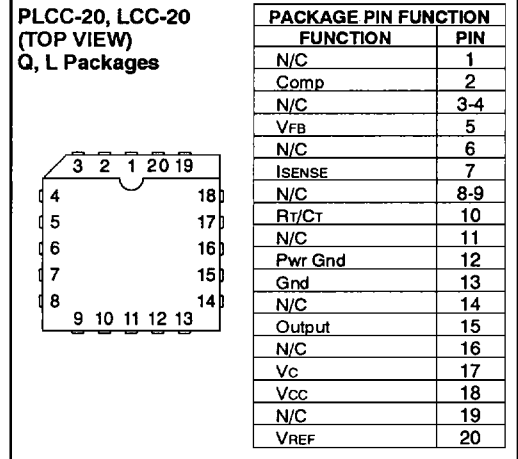 PLCC-20, LCC-20
(TOP VIEW)
Q, L Packages
3 2 1 20 19
4 18
5 17
6 16
7 15
8 14
9 10 11 12 13
PACKAGE PIN FUNCTION
FUNCTION PIN
N/C 1
Comp 2
N/C 3-4
VFB 5
N/C 6
ISENSE 7
N/C 8-9
RT/CT 10
N/C 11
Pwr Gnd 12
Gnd 13
N/C 14
Output 15
N/C 16
VC 17
VCC 18
N/C 19
VREF 20